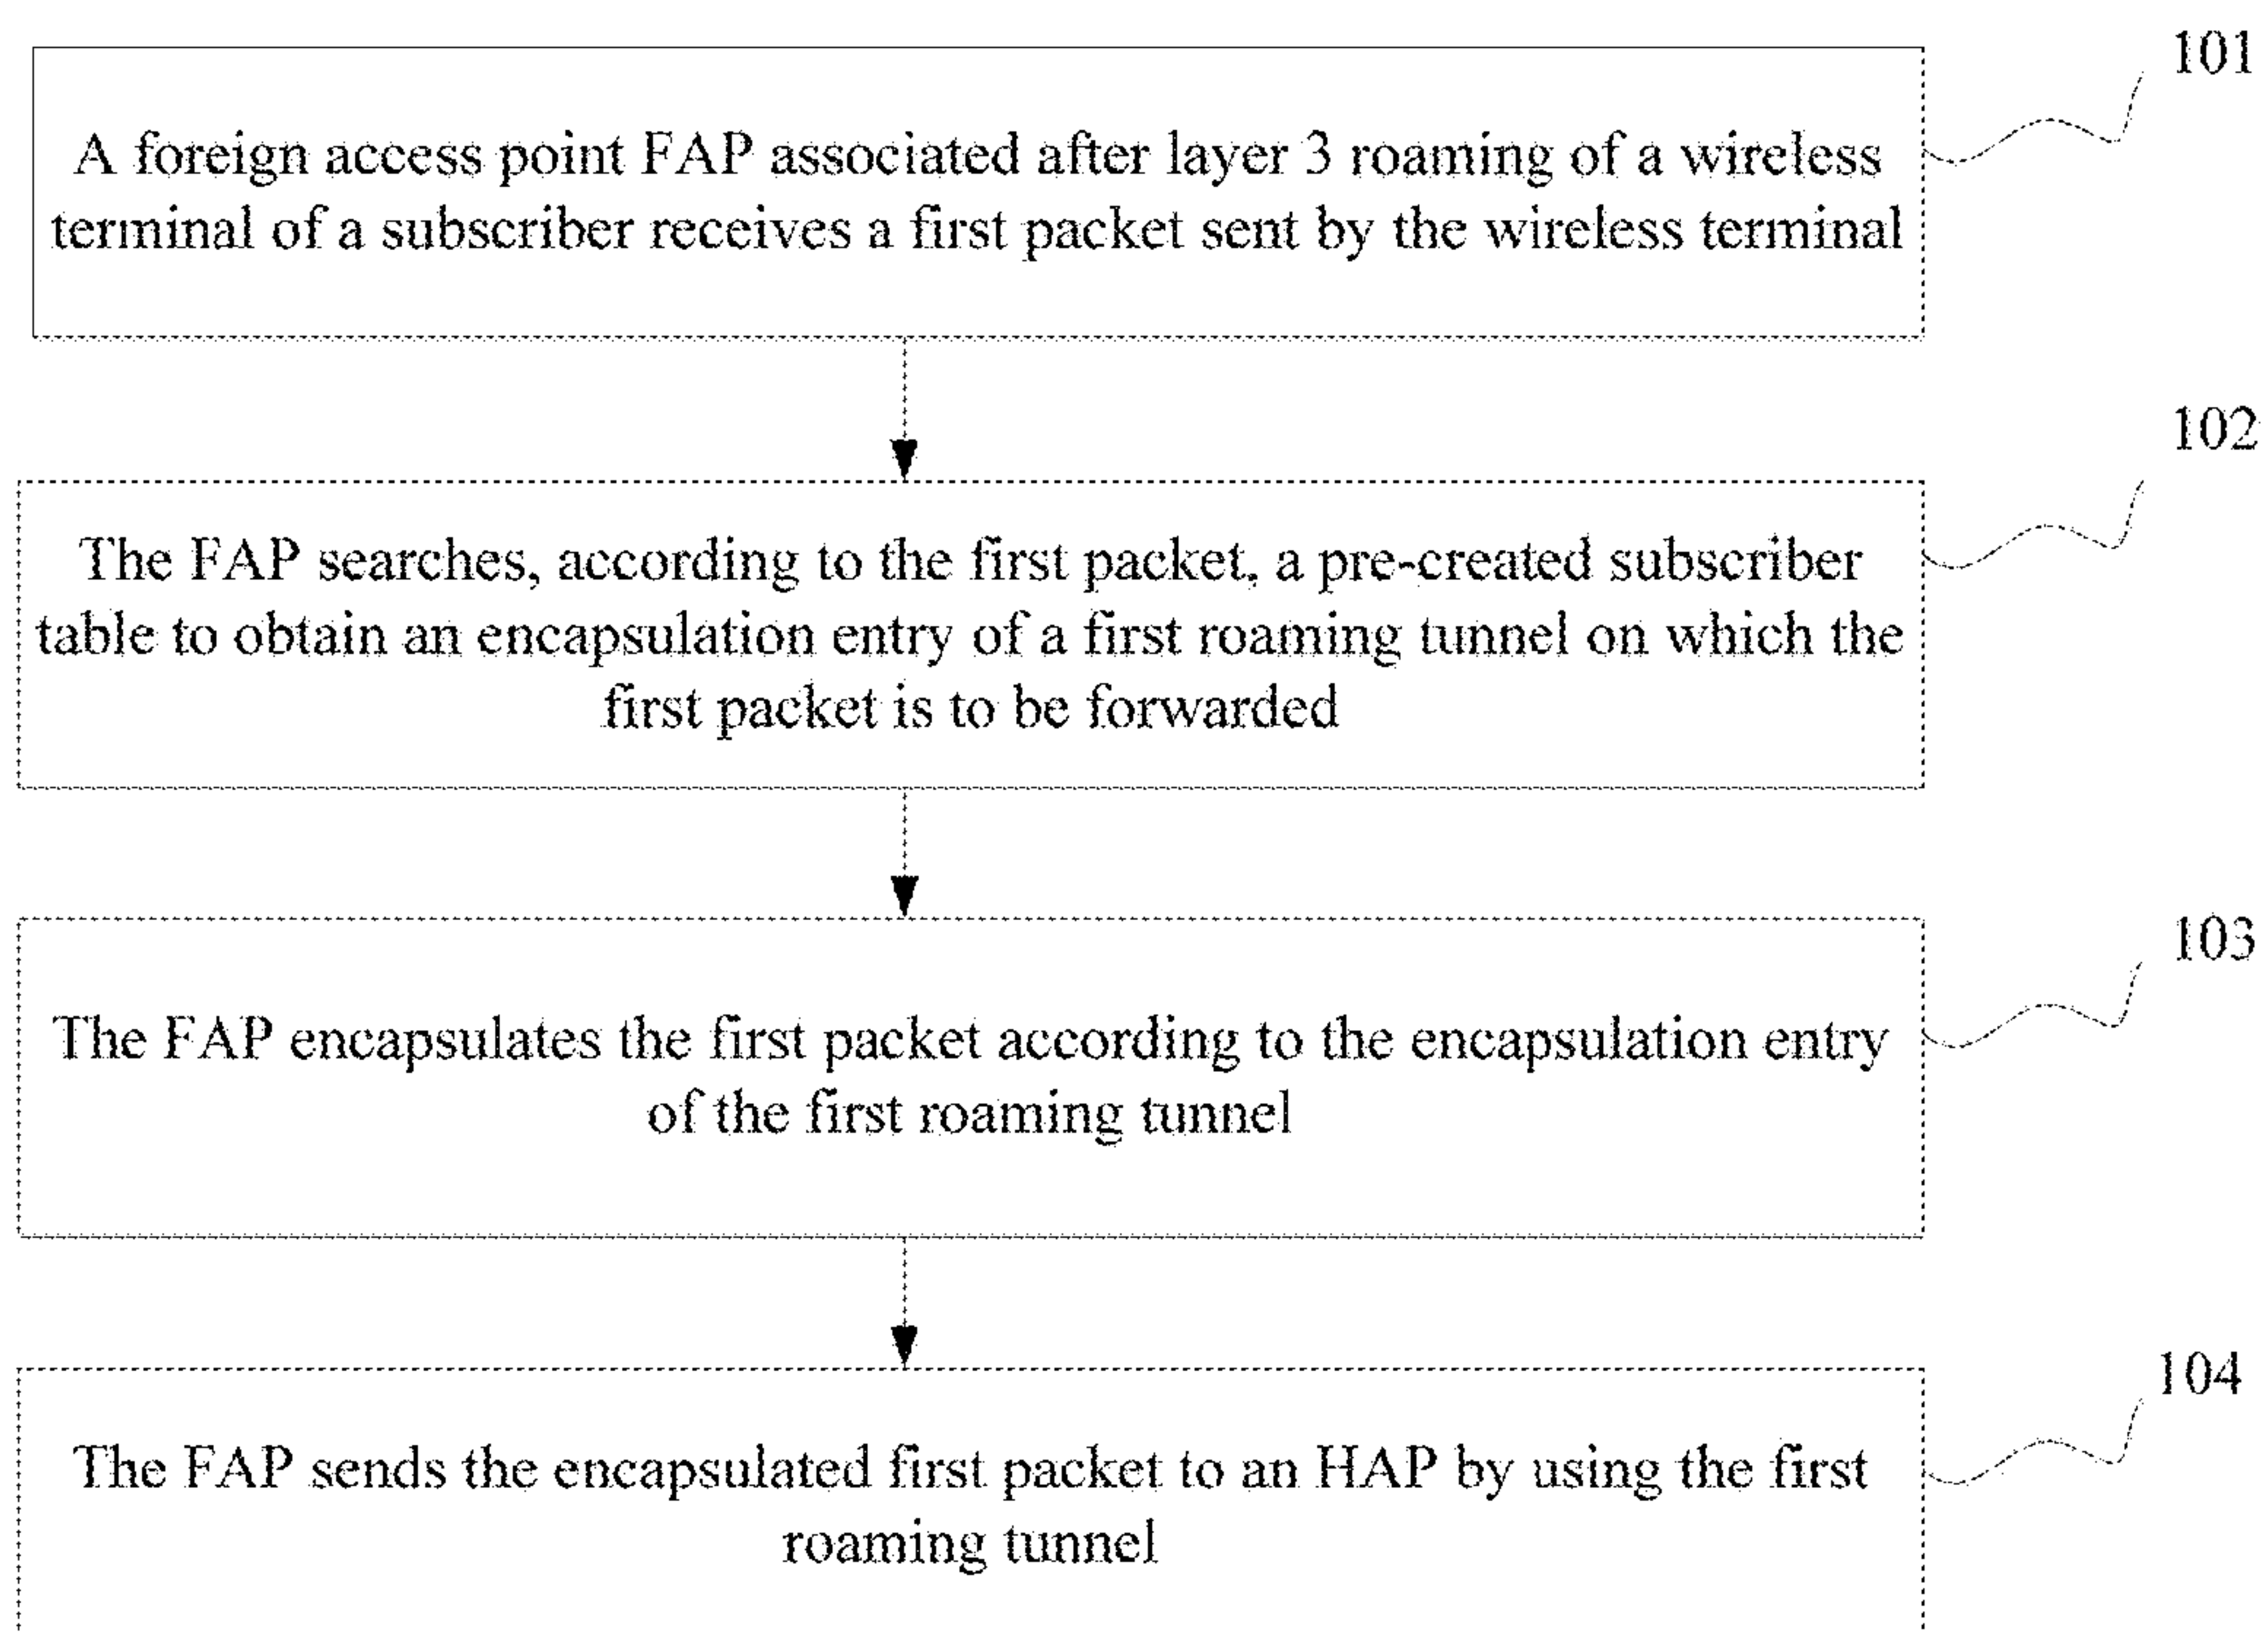 101
A foreign access point FAP associated after layer 3 roaming of a wireless
terminal of a subscriber receives a first packet sent by the wireless terminal
102
The FAP searches, according to the first packet, a pre-created subscriber
table to obtain an encapsulation entry of a first roaming tunnel on which the
first packet is to be forwarded
103
The FAP encapsulates the first packet according to the encapsulation entry
of the first roaming tunnel
104
The FAP sends the encapsulated first packet to an HAP by using the first
roaming tunnel